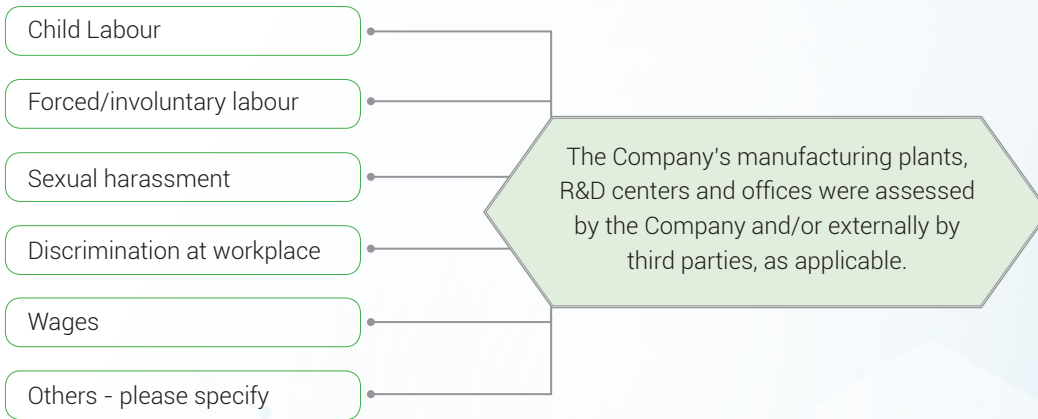 Child Labour
Forced/involuntary labour
Sexual harassment
Discrimination at workplace
Wages
Others - please specify
The Company's manufacturing plants,
R&D centers and offices were assessed
by the Company and/or externally by
third parties, as applicable.